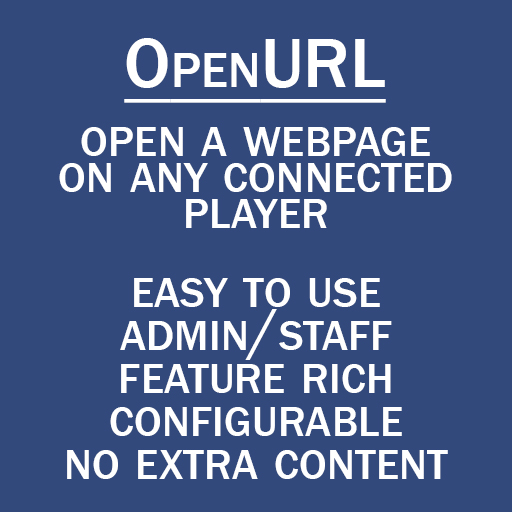 OpenURL
OPEN A WEBPAGE
ON ANY CONNECTED
PLAYER
EASY TO USE
ADMIN/STAFF
FEATURE RICH
CONFIGURABLE
NO EXTRA CONTENT